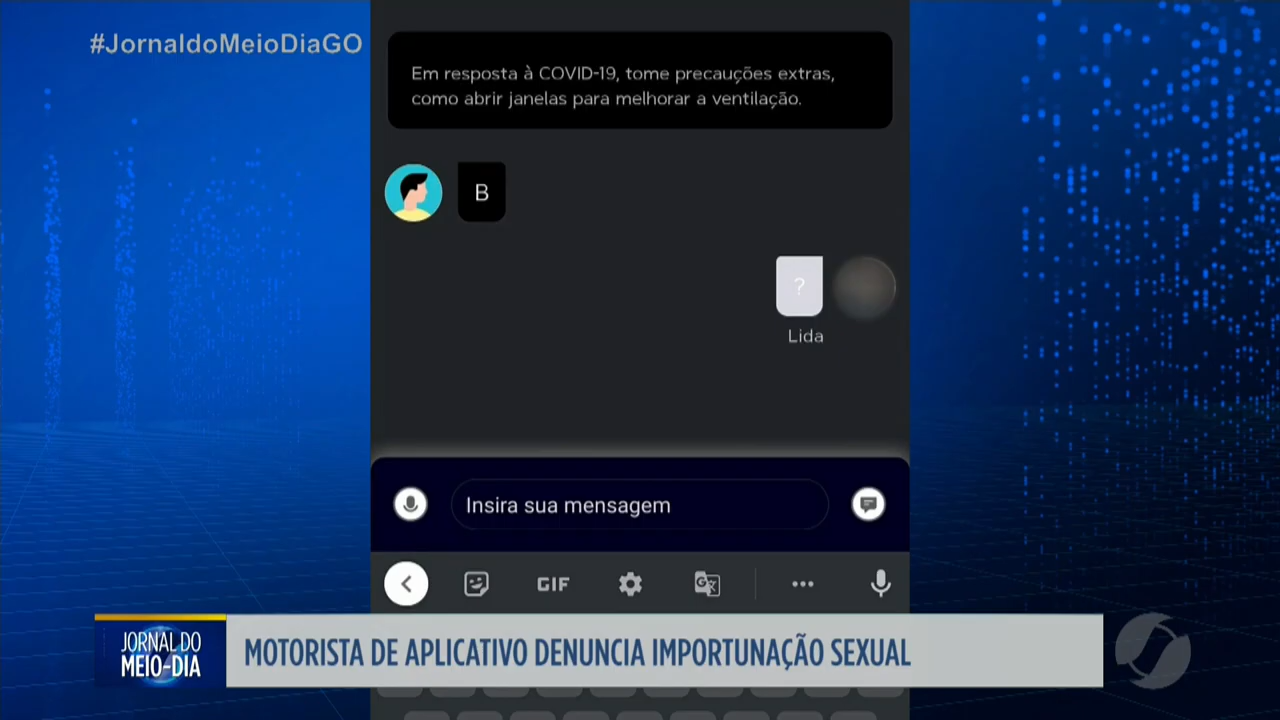 #JornaldoMeioDiaGO
Em resposta à COVID-19, tome precauções extras,
como abrir janelas para melhorar a ventilação.
B
?
Lida
Insira sua mensagem
GIF
JORNAL DO
MEIO-DIA
MOTORISTA DE APLICATIVO DENUNCIA IMPORTUNAÇÃO SEXUAL